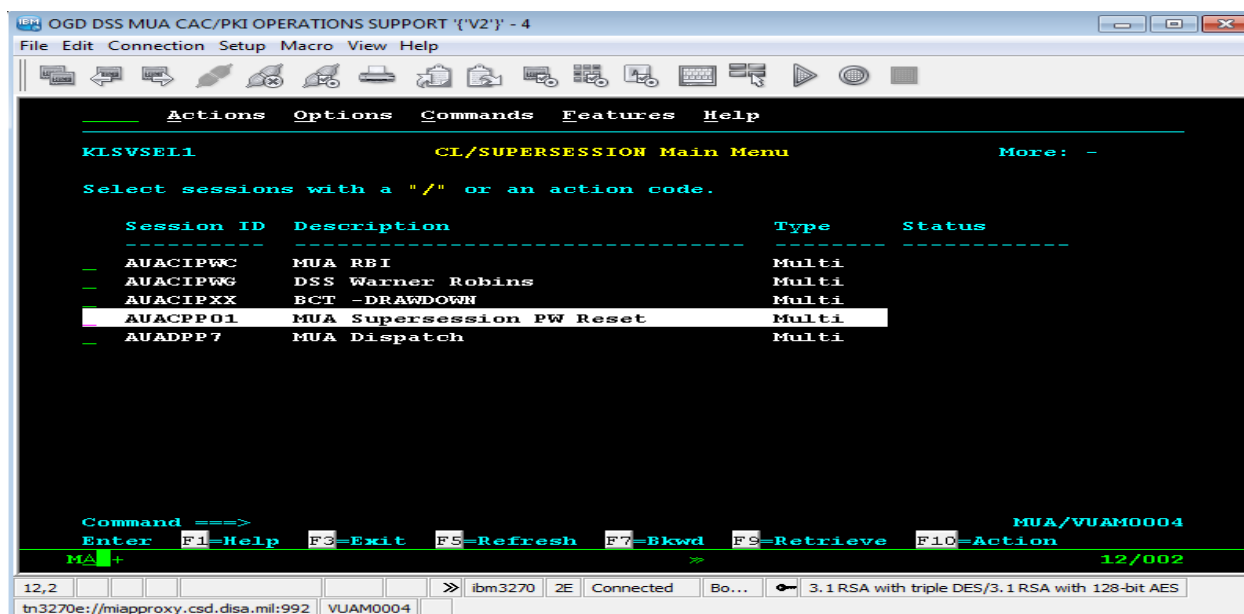 IBM OGD DSS MUA CAC/PKI OPERATIONS SUPPORT '{'V2'}' - 4
File Edit Connection Setup Macro View Help
_____ Actions Options Commands Features Help
KLSVSEL1 CL/SUPERSESSION Main Menu More: -
Select sessions with a "/" or an action code.
Session ID Description Type Status
---------- -------------------------------- -------- ------------
_ AUACIPWC MUA RBI Multi
_ AUACIPWG DSS Warner Robins Multi
_ AUACIPXX BCT -DRAWDOWN Multi
_ AUACPP01 MUA Supersession PW Reset Multi
_ AUADPP7 MUA Dispatch Multi
Command ===> MUA/VUAM0004
Enter F1=Help F3=Exit F5=Refresh F7=Bkwd F9=Retrieve F10=Action
MA + » 12/002
12,2 >> ibm3270 2E Connected Bo... 3.1 RSA with triple DES/3.1 RSA with 128-bit AES
tn3270e://miapproxy.csd.disa.mil:992 VUAM0004